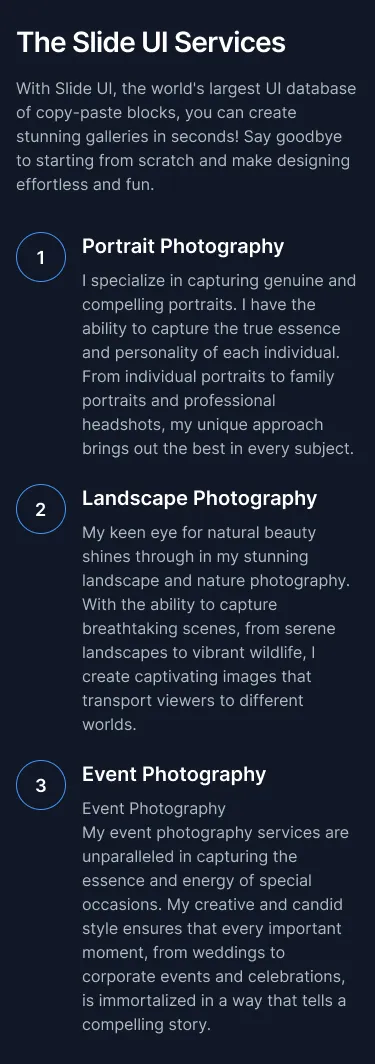 The Slide UI Services
With Slide UI, the world's largest UI database
of copy-paste blocks, you can create
stunning galleries in seconds! Say goodbye
to starting from scratch and make designing
effortless and fun.
1
Portrait Photography
I specialize in capturing genuine and
compelling portraits. I have the
ability to capture the true essence
and personality of each individual.
From individual portraits to family
portraits and professional
headshots, my unique approach
brings out the best in every subject.
2
Landscape Photography
My keen eye for natural beauty
shines through in my stunning
landscape and nature photography.
With the ability to capture
breathtaking scenes, from serene
landscapes to vibrant wildlife, I
create captivating images that
transport viewers to different
worlds.
3
Event Photography
Event Photography
My event photography services are
unparalleled in capturing the
essence and energy of special
occasions. My creative and candid
style ensures that every important
moment, from weddings to
corporate events and celebrations,
is immortalized in a way that tells a
compelling story.